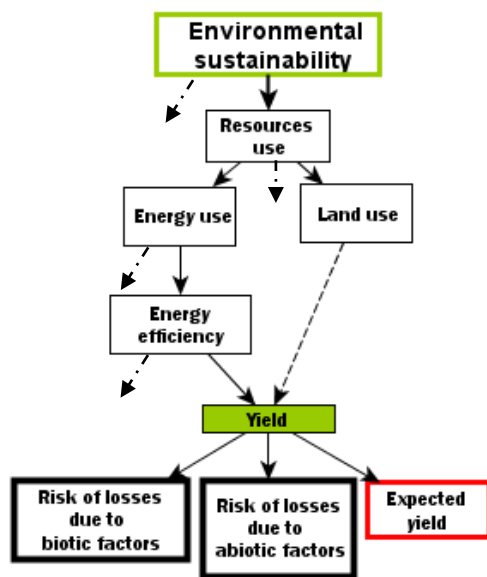 Environmental
sustainability
Resources
use
Energy use
Land use
Energy
efficiency
Yield
Risk of losses
due to
biotic factors
Risk of losses
due to
abiotic factors
Expected
yield